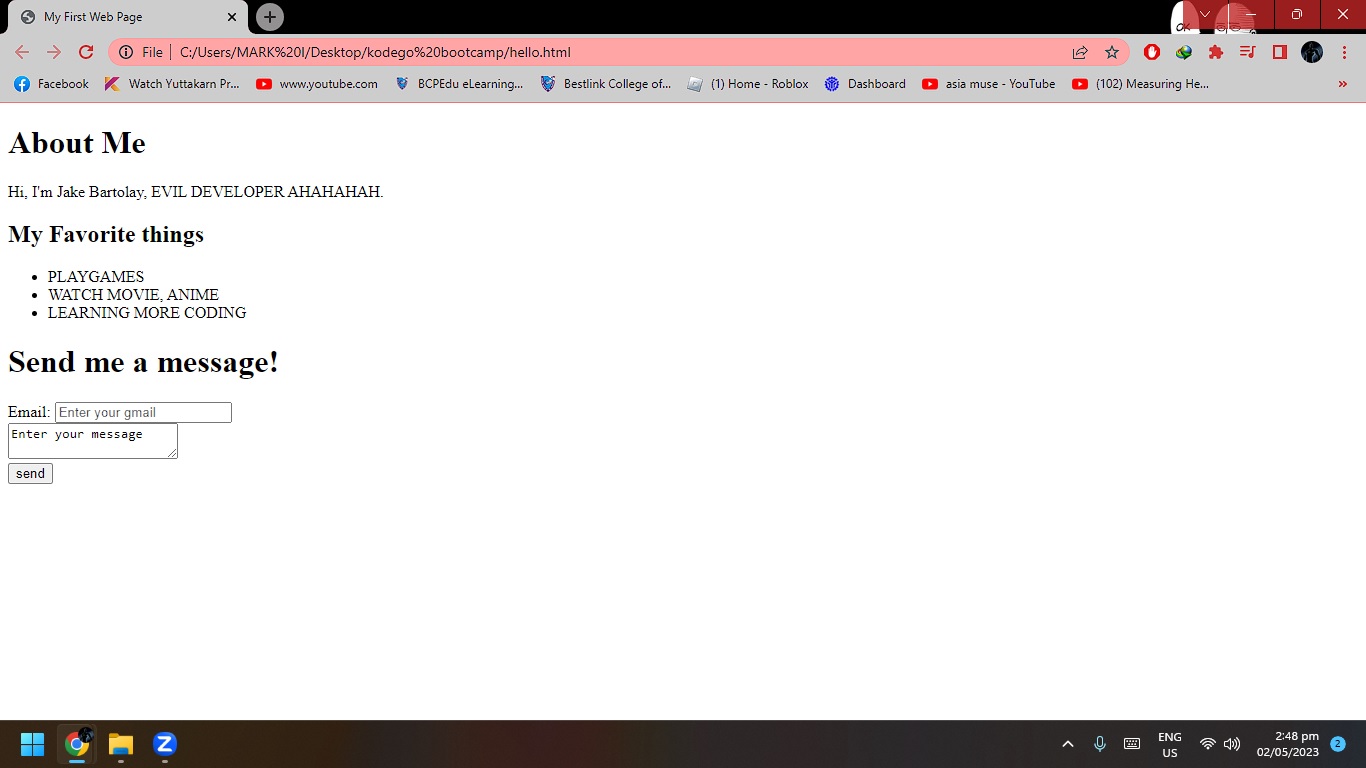 My First Web Page
File
C:/Users/MARK%20I/Desktop/kodego%20bootcamp/hello.html
Facebook
Watch Yuttakarn Pr...
www.youtube.com
BCPEdu eLearning...
Bestlink College of...
(1) Home - Roblox
Dashboard
asia muse - YouTube
(102) Measuring He...
»
About Me
Hi, I'm Jake Bartolay, EVIL DEVELOPER AHAHAHAH.
My Favorite things
• PLAYGAMES
• WATCH MOVIE, ANIME
• LEARNING MORE CODING
Send me a message!
Email: Enter your gmail
Enter your message
send
ENG
US
2:48 pm
02/05/2023
2